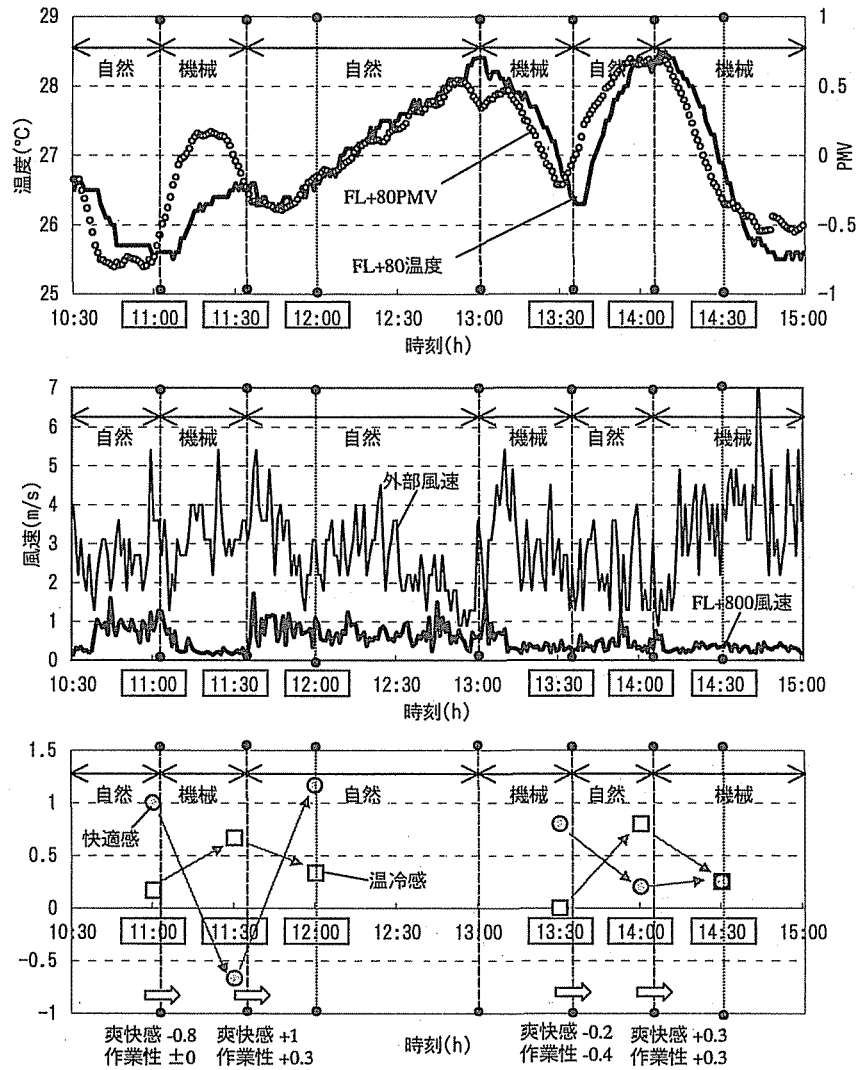 29
28
27
26
25
温度(℃)
1
0.5
0
-0.5
-1
PMV
自然 機械 自然 機械 自然 機械
FL+80PMV
FL+80温度
10:30 11:00 11:30 12:00 12:30 13:00 13:30 14:00 14:30 15:00
時刻(h)
7
6
5
4
3
2
1
0
風速(m/s)
自然 機械 自然 機械 自然 機械
外部風速
FL+800風速
10:30 11:00 11:30 12:00 12:30 13:00 13:30 14:00 14:30 15:00
時刻(h)
1.5
1
0.5
0
-0.5
-1
自然 機械 自然 機械 自然 機械
快適感
温冷感
10:30 11:00 11:30 12:00 12:30 13:00 13:30 14:00 14:30 15:00
爽快感 -0.8 爽快感 +1 時刻(h) 爽快感 -0.2 爽快感 +0.3
作業性 ±0 作業性 +0.3 作業性 -0.4 作業性 +0.3